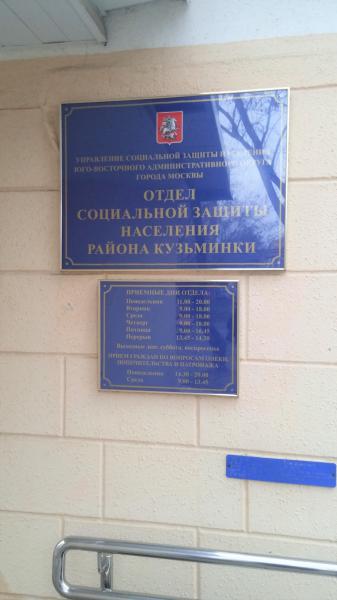 УПРАВЛЕНИЕ СОЦИАЛЬНОЙ ЗАЩИТЫ НАСЕЛЕНИЯ
ЮГО-ВОСТОЧНОГО АДМИНИСТРАТИВНОГО ОКРУГА
ГОРОДА МОСКВЫ
ОТДЕЛ
СОЦИАЛЬНОЙ ЗАЩИТЫ
НАСЕЛЕНИЯ
РАЙОНА КУЗЬМИНКИ
ПРИЕМНЫЕ ДНИ ОТДЕЛА:
Понедельник 11.00 - 20.00
Вторник 9.00 - 18.00
Среда 9.00 - 18.00
Четверг 9.00 - 18.00
Пятница 9.00 - 16.45
Перерыв 13.45 - 14.30
Выходные дни: суббота, воскресенье
ПРИЕМ ГРАЖДАН ПО ВОПРОСАМ ОПЕКИ,
ПОПЕЧИТЕЛЬСТВА И ПАТРОНАЖА
Понедельник 14.30 - 20.00
Среда 9.00 - 13.45